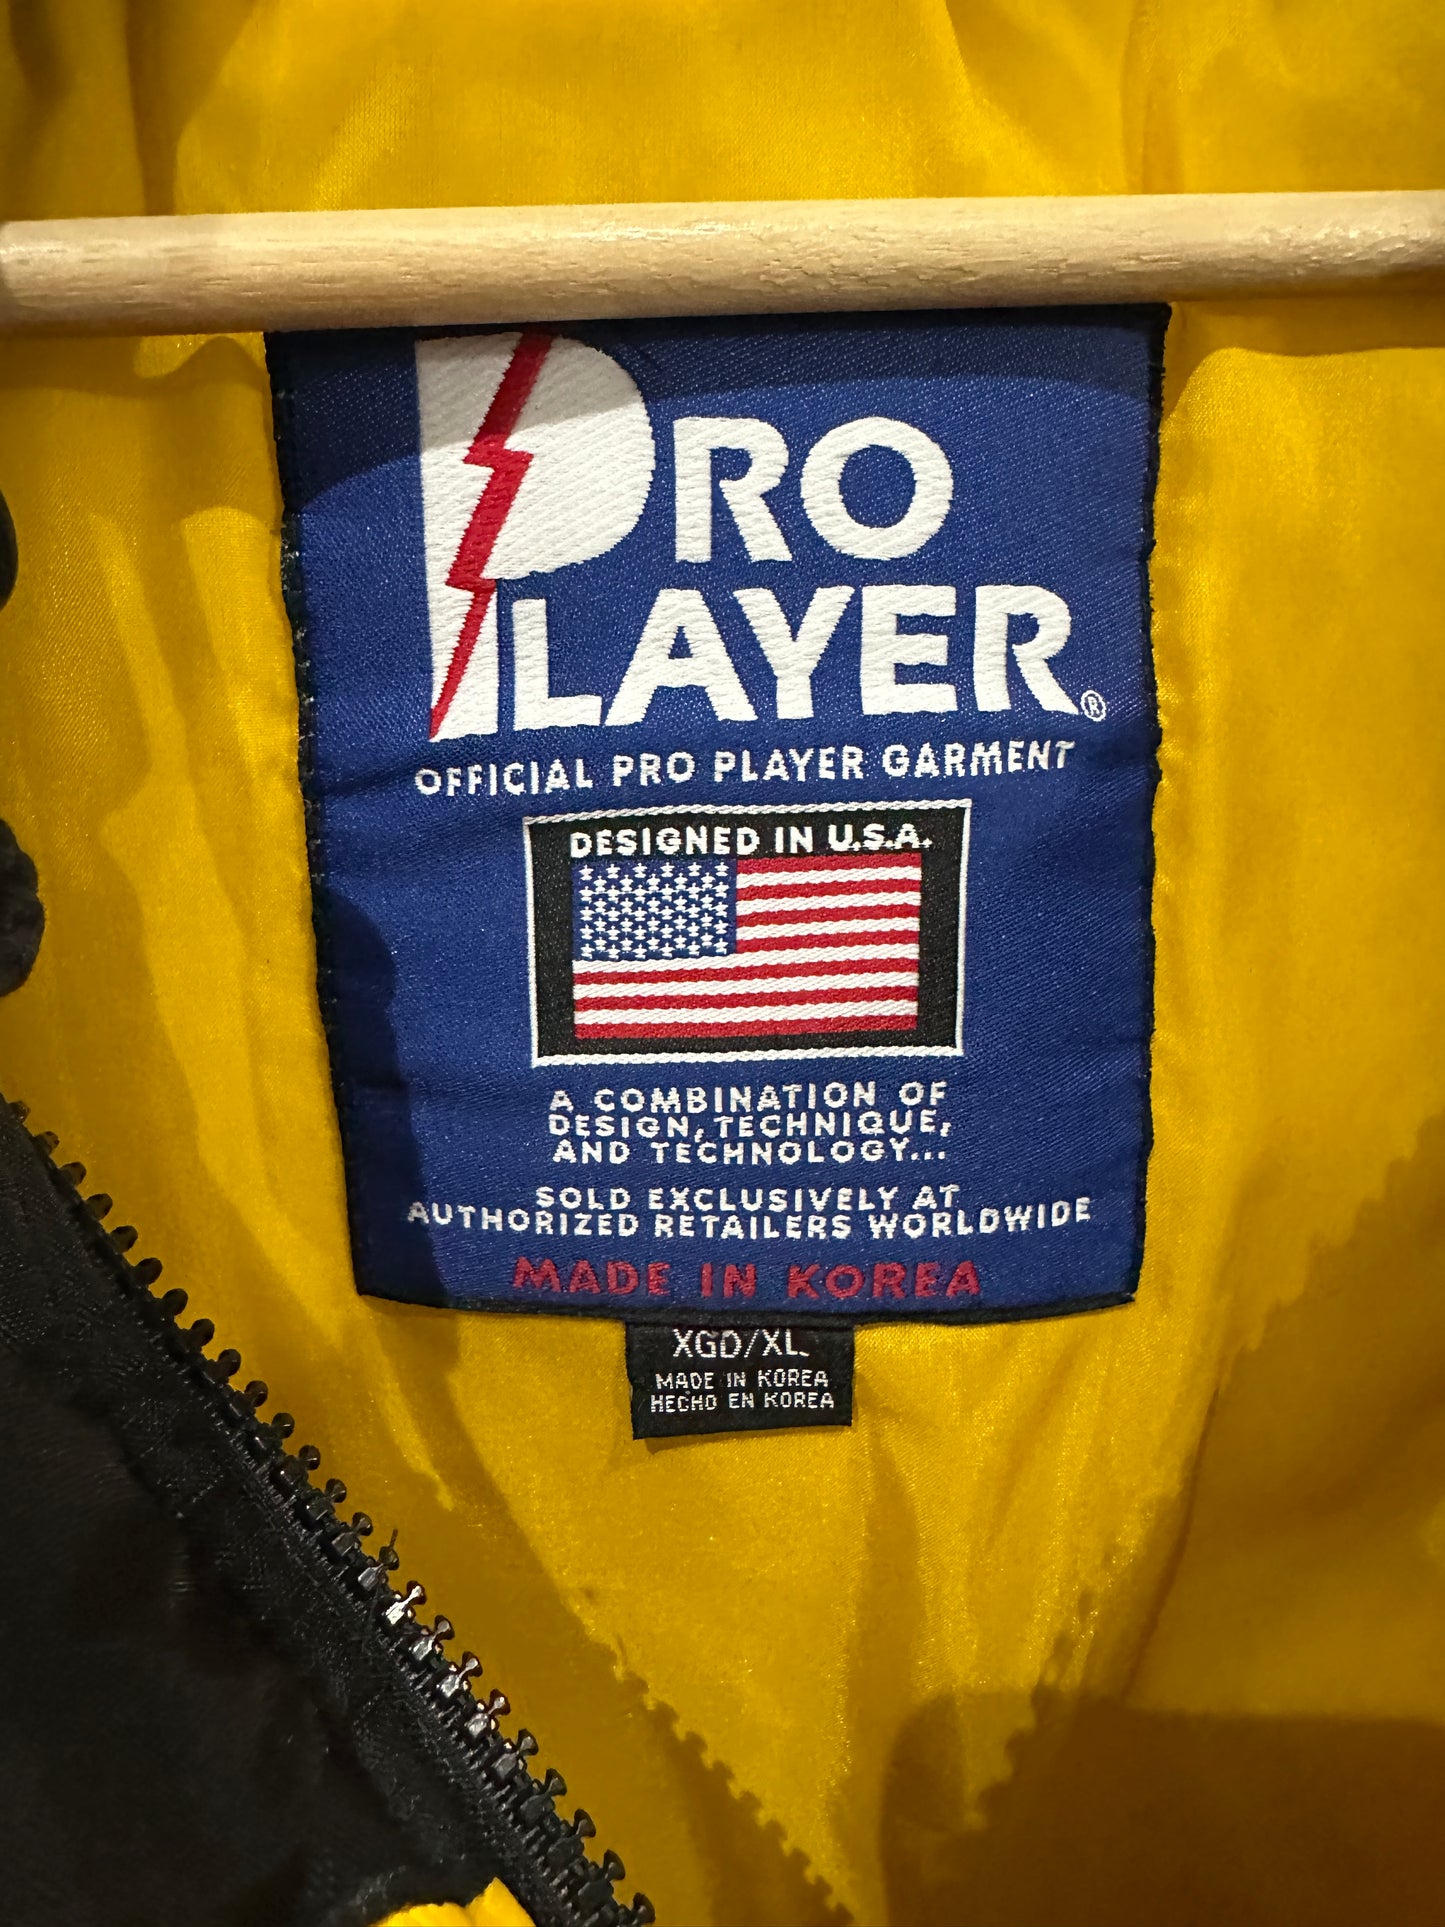 PRO
PLAYER®
OFFICIAL PRO PLAYER GARMENT
DESIGNED IN U.S.A.
A COMBINATION OF
DESIGN, TECHNIQUE,
AND TECHNOLOGY...
SOLD EXCLUSIVELY AT
AUTHORIZED RETAILERS WORLDWIDE
MADE IN KOREA
XGD/XL
MADE IN KOREA
HECHO EN KOREA